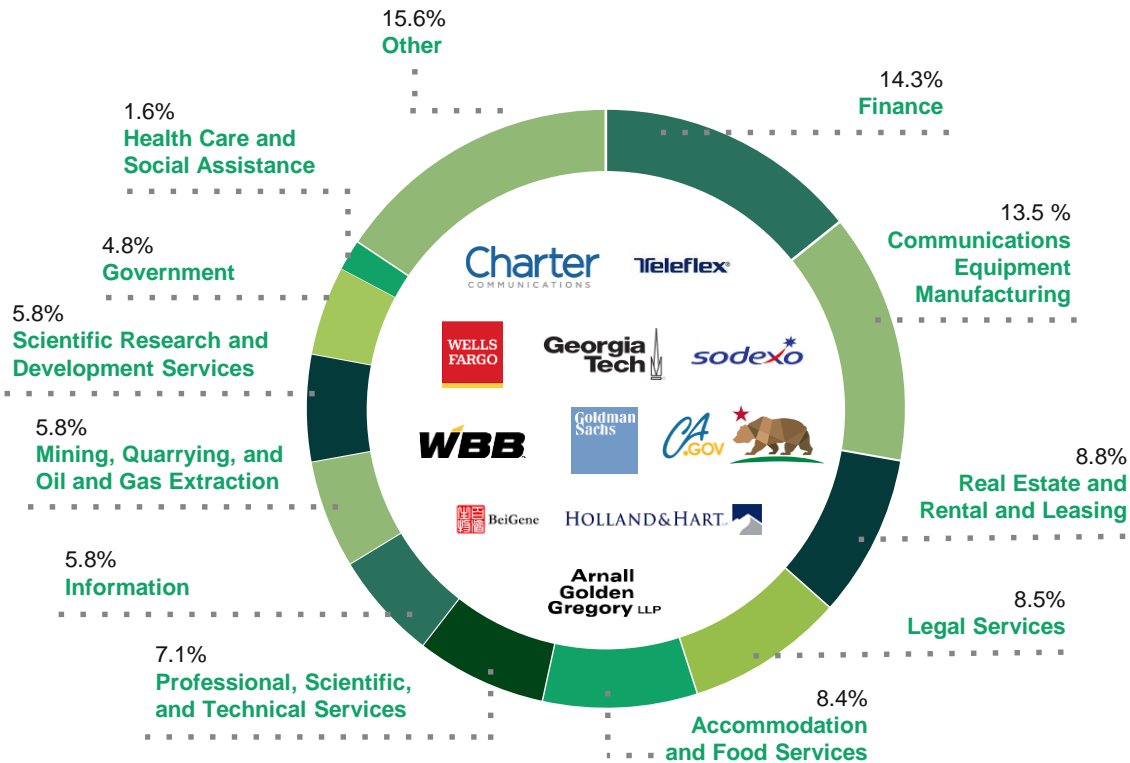 15.6%
Other
14.3%
Finance
13.5 %
Communications
Equipment
Manufacturing
8.8%
Real Estate and
Rental and Leasing
8.5%
Legal Services
8.4%
Accommodation
and Food Services
7.1%
Professional, Scientific,
and Technical Services
5.8%
Information
5.8%
Mining, Quarrying, and
Oil and Gas Extraction
5.8%
Scientific Research and
Development Services
4.8%
Government
1.6%
Health Care and
Social Assistance
Charter
COMMUNICATIONS
Teleflex®
WELLS
FARGO
Georgia
Tech
sodexo
WBB
Goldman
Sachs
CA
.GOV
BeiGene
HOLLAND&HART
Arnall
Golden
Gregory LLP